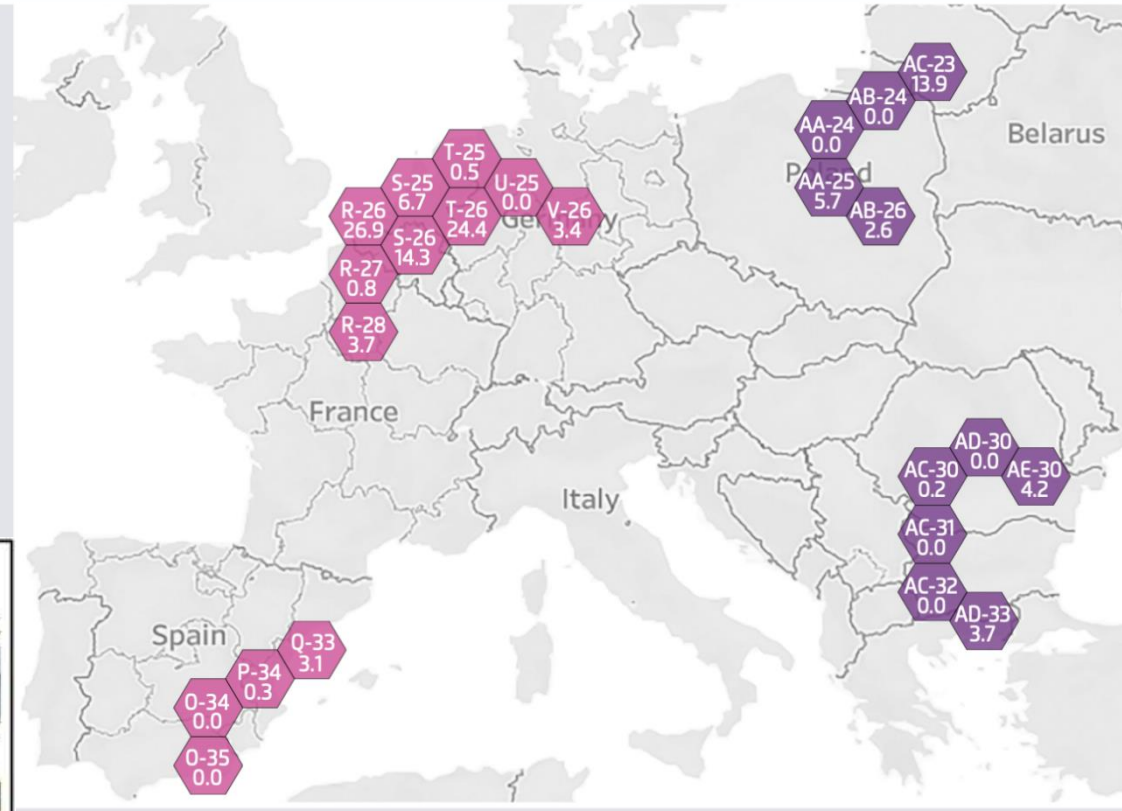 AC-23
13.9
AB-24
0.0
AA-24
0.0
Belarus
Poland
AA-25
5.7
AB-26
2.6
T-25
0.5
S-25
6.7
U-25
0.0
R-26
26.9
T-26
24.4
Germany
V-26
3.4
S-26
14.3
R-27
0.8
R-28
3.7
France
AD-30
0.0
AC-30
0.2
AE-30
4.2
Italy
AC-31
0.0
AC-32
0.0
AD-33
3.7
Spain
Q-33
3.1
P-34
0.3
O-34
0.0
O-35
0.0